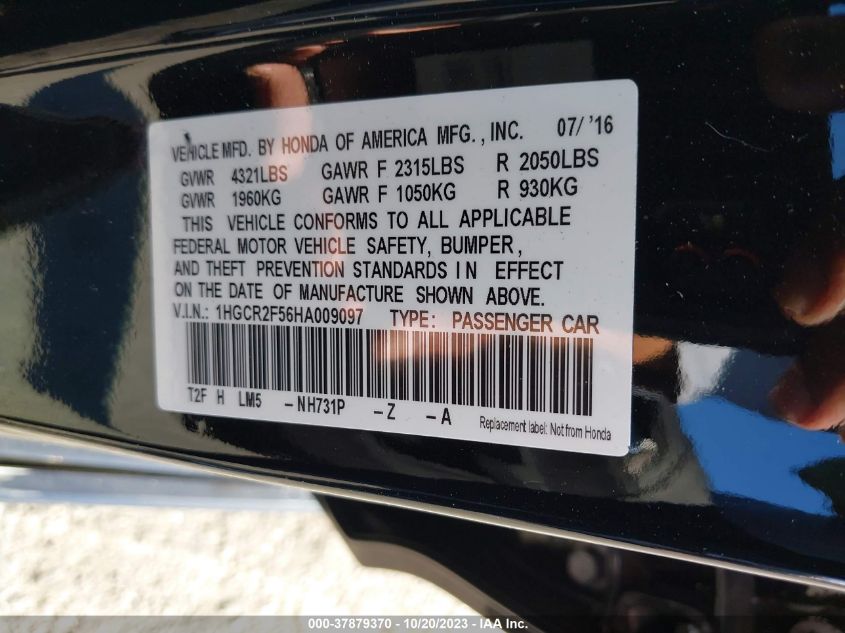 VEHICLE MFD. BY HONDA OF AMERICA MFG., INC. 07/ '16
GVWR 4321LBS GAWR F 2315LBS R 2050LBS
GVWR 1960KG GAWR F 1050KG R 930KG
THIS VEHICLE CONFORMS TO ALL APPLICABLE
FEDERAL MOTOR VEHICLE SAFETY, BUMPER,
AND THEFT PREVENTION STANDARDS IN EFFECT
ON THE DATE OF MANUFACTURE SHOWN ABOVE.
V.I.N.: 1HGCR2F56HA009097 TYPE: PASSENGER CAR
T2F H LM5 -NH731P -Z -A
Replacement label: Not from Honda
000-37879370 | 10/20/2023 - IAA Inc.